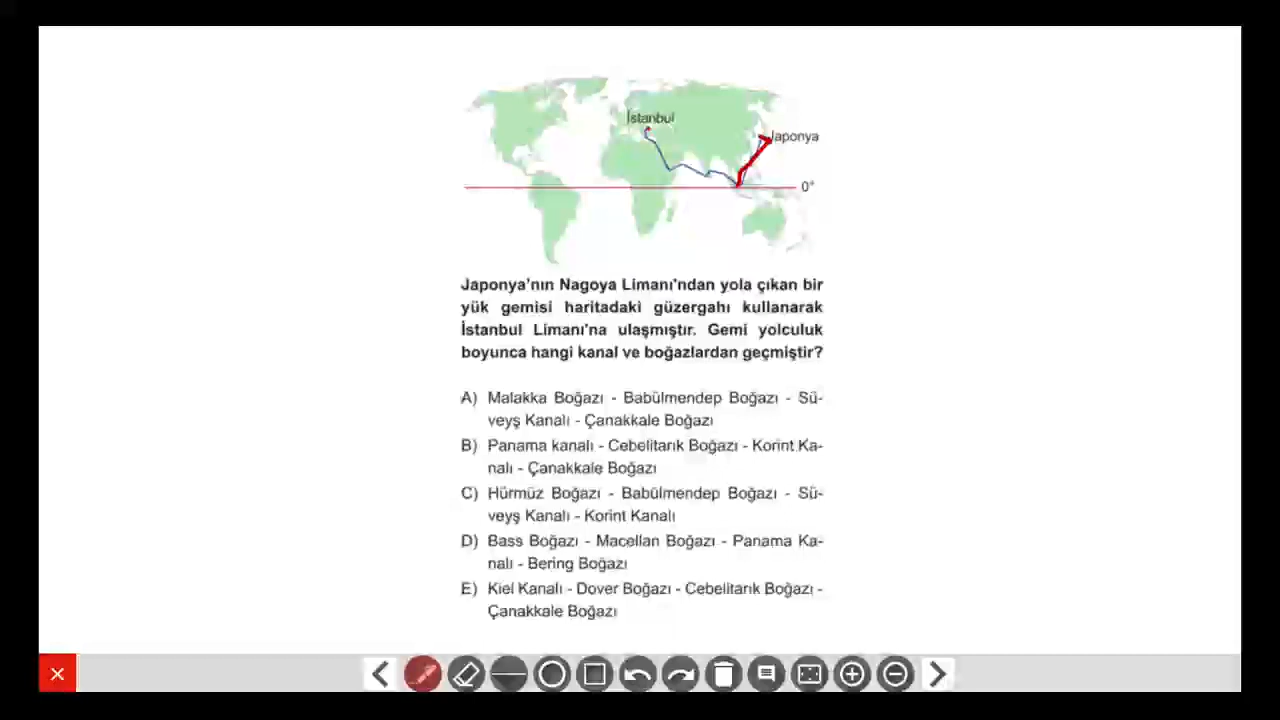 İstanbul
Japonya
0°
Japonya'nın Nagoya Limanı'ndan yola çıkan bir
yük gemisi haritadaki güzergahı kullanarak
İstanbul Limanı'na ulaşmıştır. Gemi yolculuk
boyunca hangi kanal ve boğazlardan geçmiştir?
A) Malakka Boğazı - Babülmendep Boğazı - Sü-
veyş Kanalı - Çanakkale Boğazı
B) Panama kanalı - Cebelitarık Boğazı - Korint Ka-
nalı - Çanakkale Boğazı
C) Hürmüz Boğazı - Babülmendep Boğazı - Sü-
veyş Kanalı - Korint Kanalı
D) Bass Boğazı - Macellan Boğazı - Panama Ka-
nalı - Bering Boğazı
E) Kiel Kanalı - Dover Boğazı - Cebelitarık Boğazı -
Çanakkale Boğazı